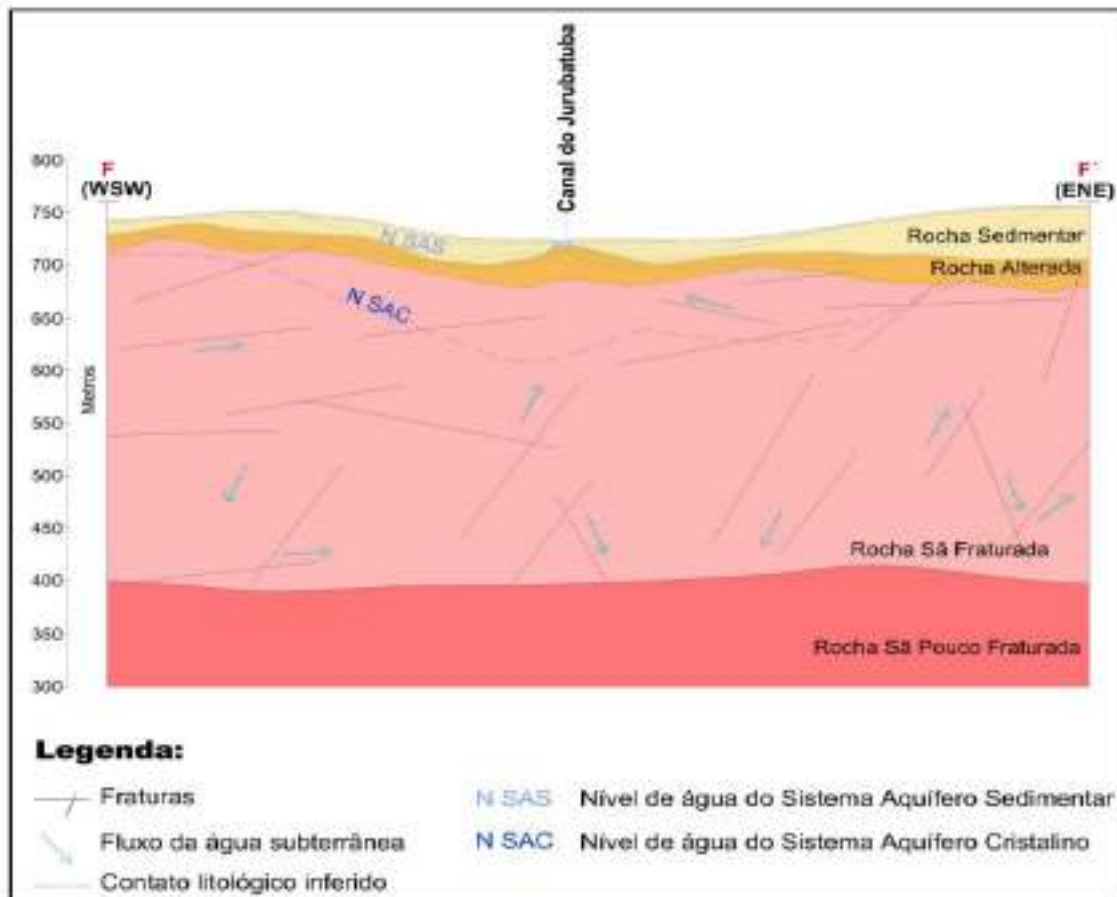 Canal do Jurubatuba
F
(WSW)
F'
(ENE)
800
750
700
650
600
550
500
450
400
350
300
Metros
N SAS
N SAC
Rocha Sedmentar
Rocha Alterada
Rocha Sã Fraturada
Rocha Sã Pouco Fraturada
Legenda:
Fraturas
Fluxo da água subterrânea
Contato litológico inferido
N SAS Nível de água do Sistema Aquífero Sedimentar
N SAC Nível de água do Sistema Aquífero Cristalino